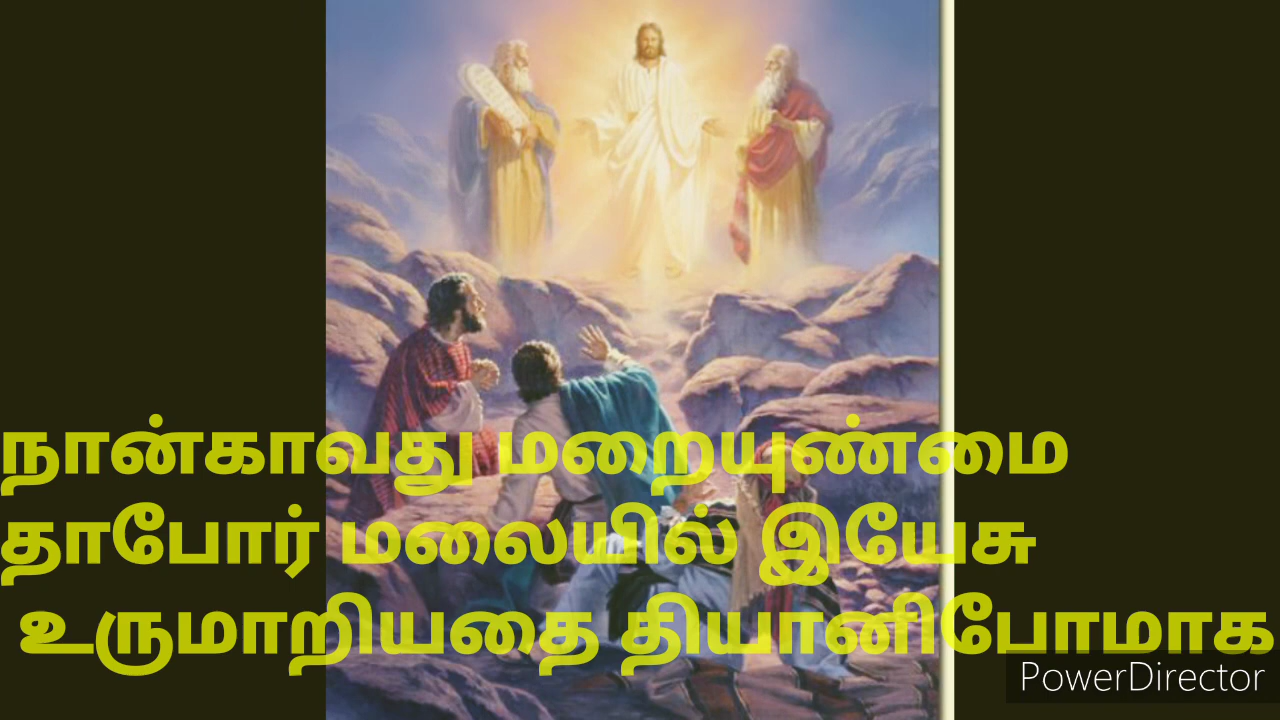 நான்காவது மறையுண்மை
தாபோர் மலையில் இயேசு
உருமாறியதை தியானிபோமாக
PowerDirector